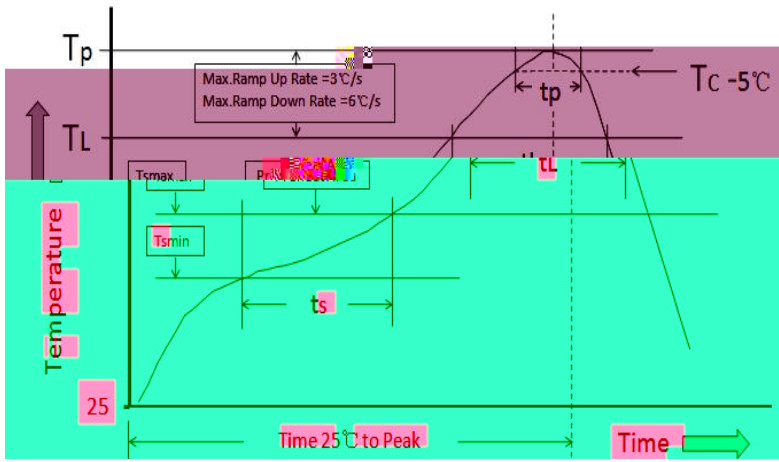 Tp
Max.Ramp Up Rate =3℃/s
Max.Ramp Down Rate =6℃/s
tp
TC -5℃
TL
tL
Tsmax
Tsmin
ts
Temperature
25
Time 25℃ to Peak
Time